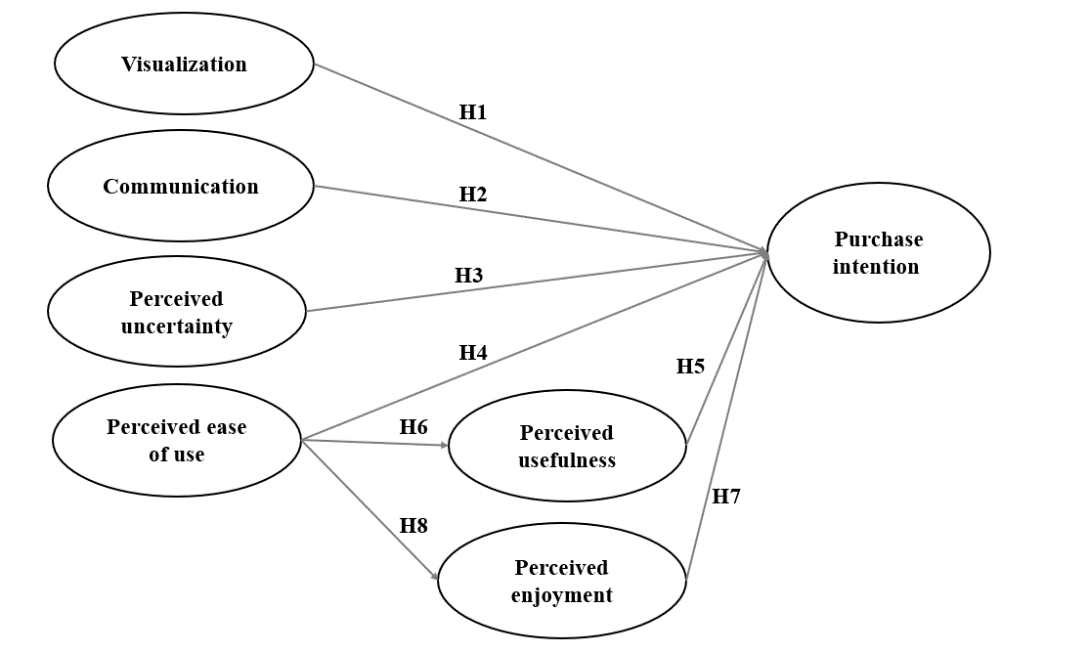 Visualization
H1
Communication
H2
Purchase
intention
Perceived
uncertainty
H3
H4
H5
Perceived ease
of use
H6
Perceived
usefulness
H7
H8
Perceived
enjoyment